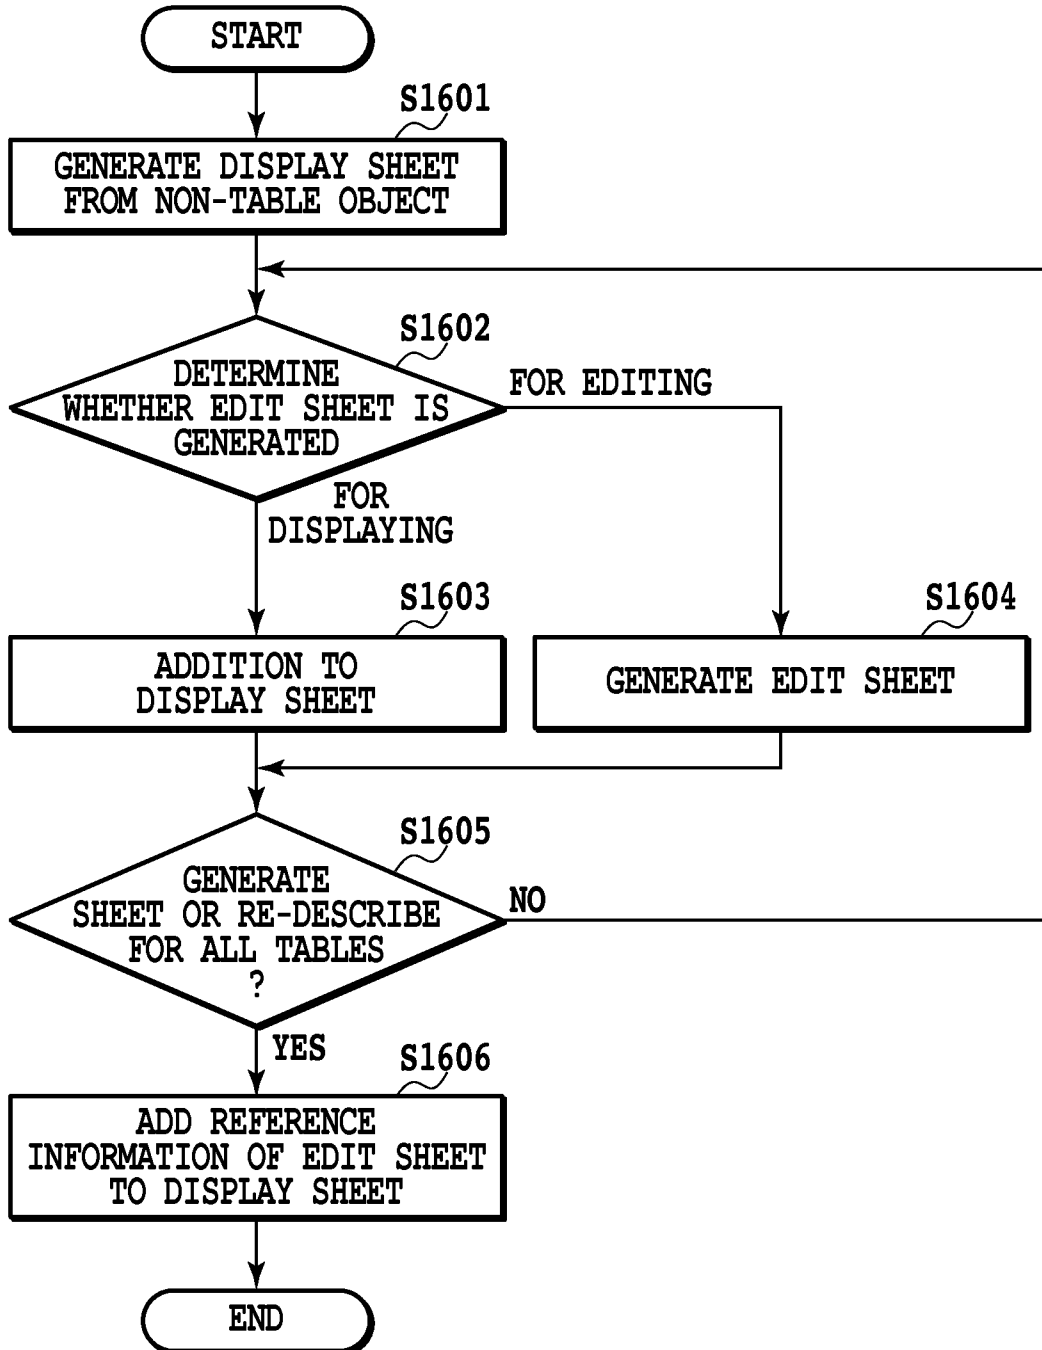 START
S1601
GENERATE DISPLAY SHEET
FROM NON-TABLE OBJECT
S1602
DETERMINE
WHETHER EDIT SHEET IS
GENERATED
FOR EDITING
FOR
DISPLAYING
S1603
ADDITION TO
DISPLAY SHEET
S1604
GENERATE EDIT SHEET
S1605
GENERATE
SHEET OR RE-DESCRIBE
FOR ALL TABLES
?
NO
YES
S1606
ADD REFERENCE
INFORMATION OF EDIT SHEET
TO DISPLAY SHEET
END